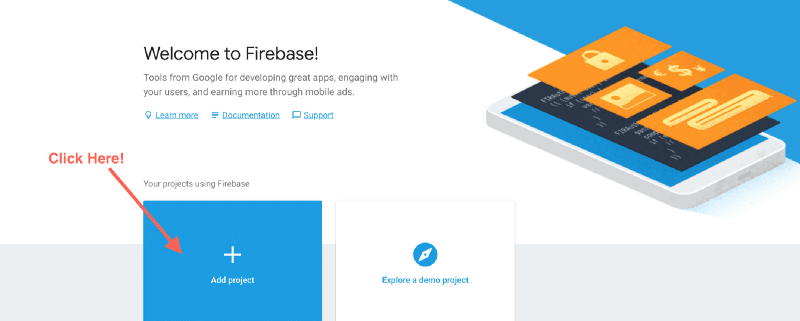 Welcome to Firebase!
Tools from Google for developing great apps, engaging with
your users, and earning more through mobile ads.
Learn more Documentation Support
Click Here!
Your projects using Firebase
Add project
Explore a demo project